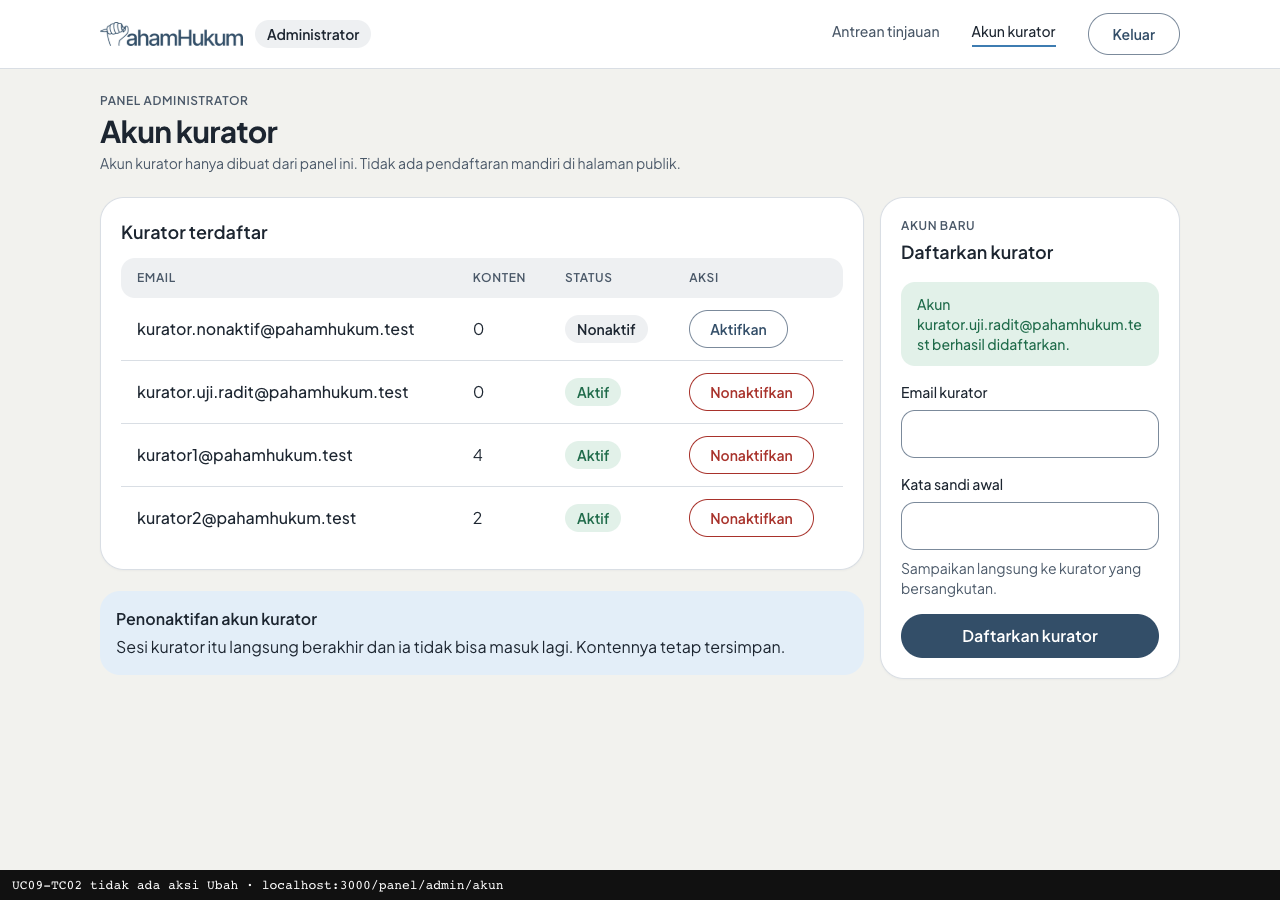 ahamHukum
Administrator
Antrean tinjauan
Akun kurator
Keluar
PANEL ADMINISTRATOR
Akun kurator
Akun kurator hanya dibuat dari panel ini. Tidak ada pendaftaran mandiri di halaman publik.
Kurator terdaftar
EMAIL KONTEN STATUS AKSI
kurator.nonaktif@pahamhukum.test 0 Nonaktif Aktifkan
kurator.uji.radit@pahamhukum.test 0 Aktif Nonaktifkan
kurator1@pahamhukum.test 4 Aktif Nonaktifkan
kurator2@pahamhukum.test 2 Aktif Nonaktifkan
Penonaktifan akun kurator
Sesi kurator itu langsung berakhir dan ia tidak bisa masuk lagi. Kontennya tetap tersimpan.
AKUN BARU
Daftarkan kurator
Akun
kurator.uji.radit@pahamhukum.te
st berhasil didaftarkan.
Email kurator
Kata sandi awal
Sampaikan langsung ke kurator yang
bersangkutan.
Daftarkan kurator
UC09-TC02 tidak ada aksi Ubah · localhost:3000/panel/admin/akun